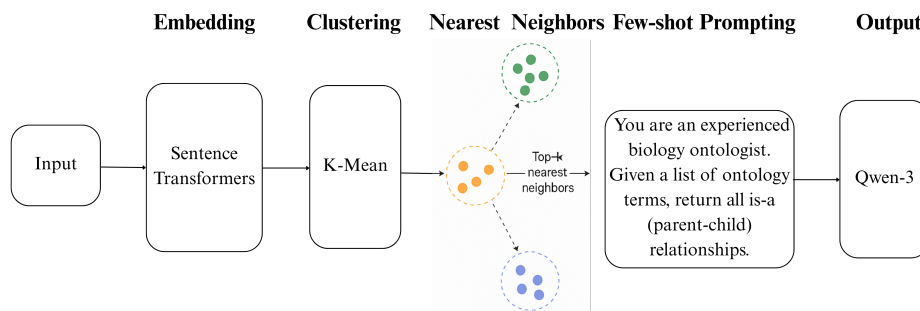 Embedding
Clustering
Nearest Neighbors
Few-shot Prompting
Output
Input
Sentence
Transformers
K-Mean
Top-k
nearest
neighbors
You are an experienced
biology ontologist.
Given a list of ontology
terms, return all is-a
(parent-child)
relationships.
Qwen-3